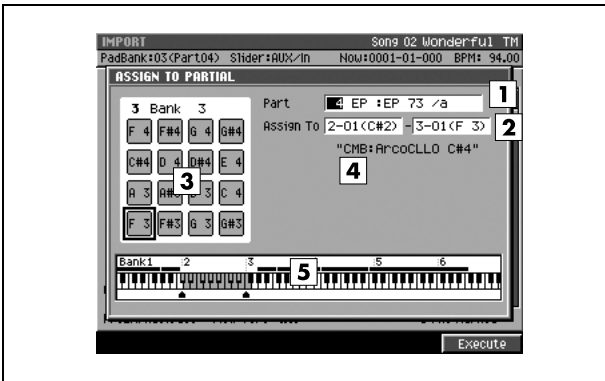 IMPORT Song 02 Wonderful TM
PadBank:03(Part04) Slider:AUX/In Now:0001-01-000 BPM: 94.00
ASSIGN TO PARTIAL
3 Bank 3
Part 4 EP :EP 73 /a 1
Assign To 2-01(C#2) - 3-01(F 3) 2
"CMB:ArcoCLLO C#4"
4
F 4 F#4 G 4 G#4
C#4 D 4 D#4 E 4
3
A 3 C 4
F 3 F#3 G 3 G#3
Bank1 2 3 5 6
5
Execute